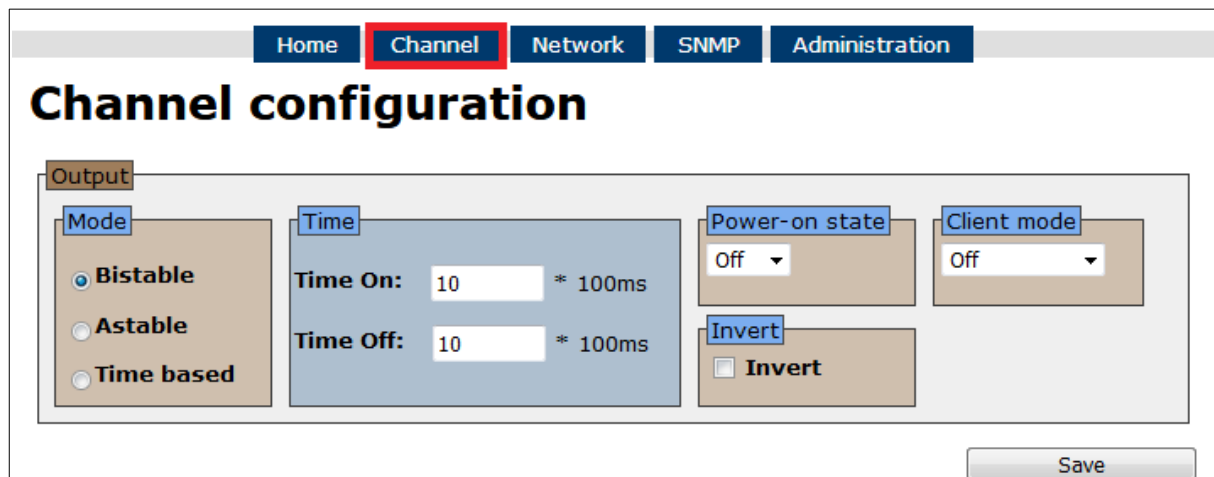 Home Channel Network SNMP Administration
Channel configuration
Output
Mode
Bistable
Astable
Time based
Time
Time On: 10 * 100ms
Time Off: 10 * 100ms
Power-on state
Off
Invert
Invert
Client mode
Off
Save